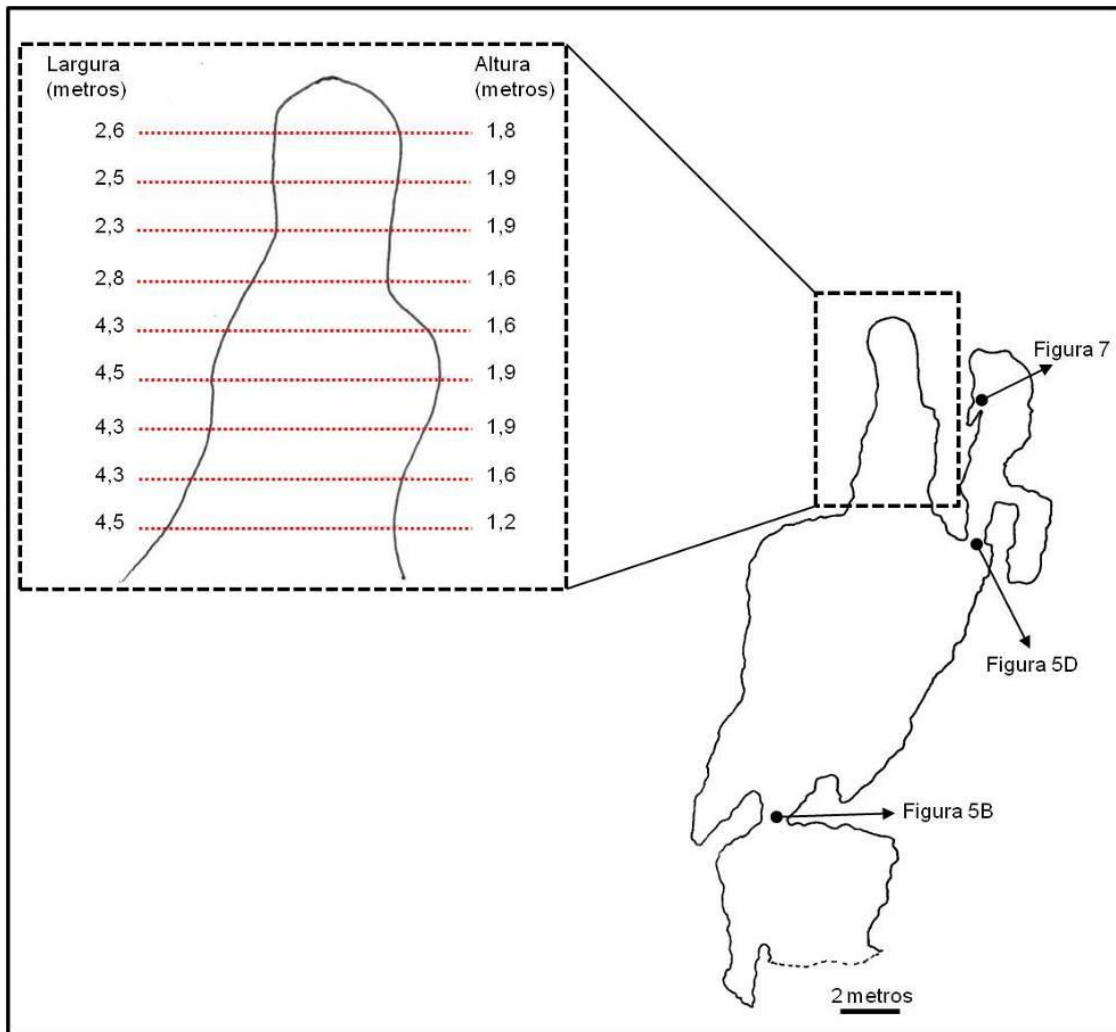 Largura
(metros)
Altura
(metros)
2,6 1,8
2,5 1,9
2,3 1,9
2,8 1,6
4,3 1,6
4,5 1,9
4,3 1,9
4,3 1,6
4,5 1,2
Figura 7
Figura 5D
Figura 5B
2 metros